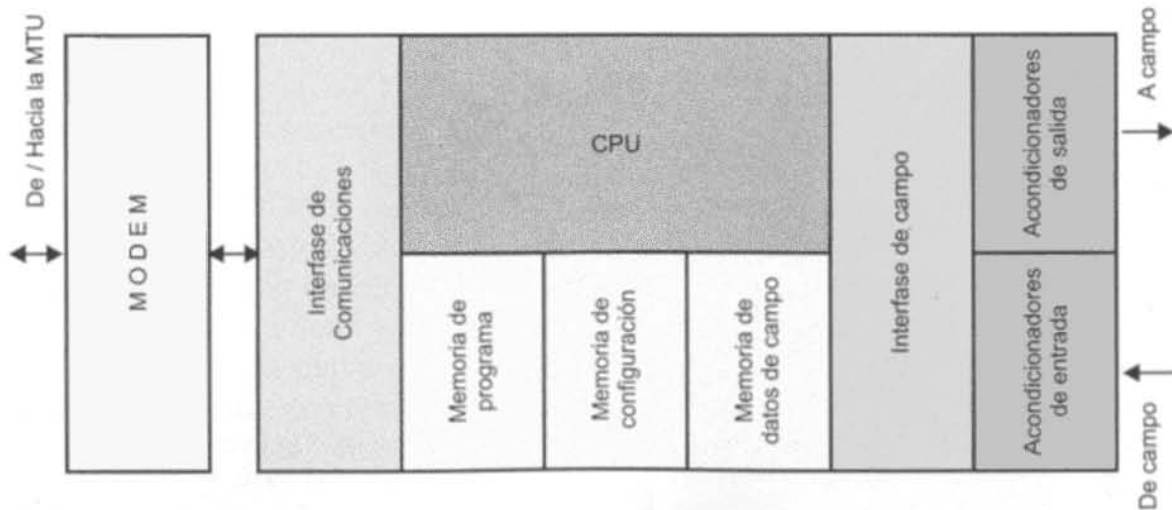 De / Hacia la MTU
M O D E M
Interfase de
Comunicaciones
CPU
Memoria de
programa
Memoria de
configuración
Memoria de
datos de campo
Interfase de campo
Acondicionadores
de salida
Acondicionadores
de entrada
A campo
De campo